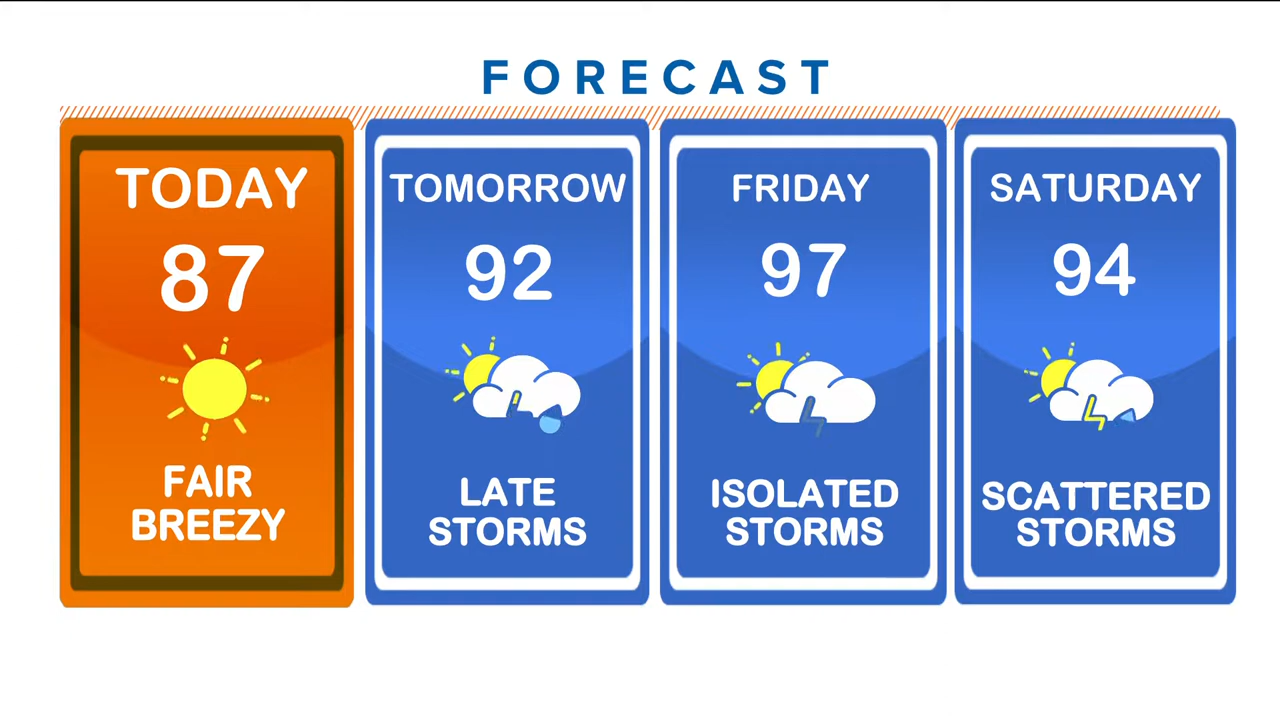 FORECAST
TODAY
87
FAIR
BREEZY
TOMORROW
92
LATE
STORMS
FRIDAY
97
ISOLATED
STORMS
SATURDAY
94
SCATTERED
STORMS